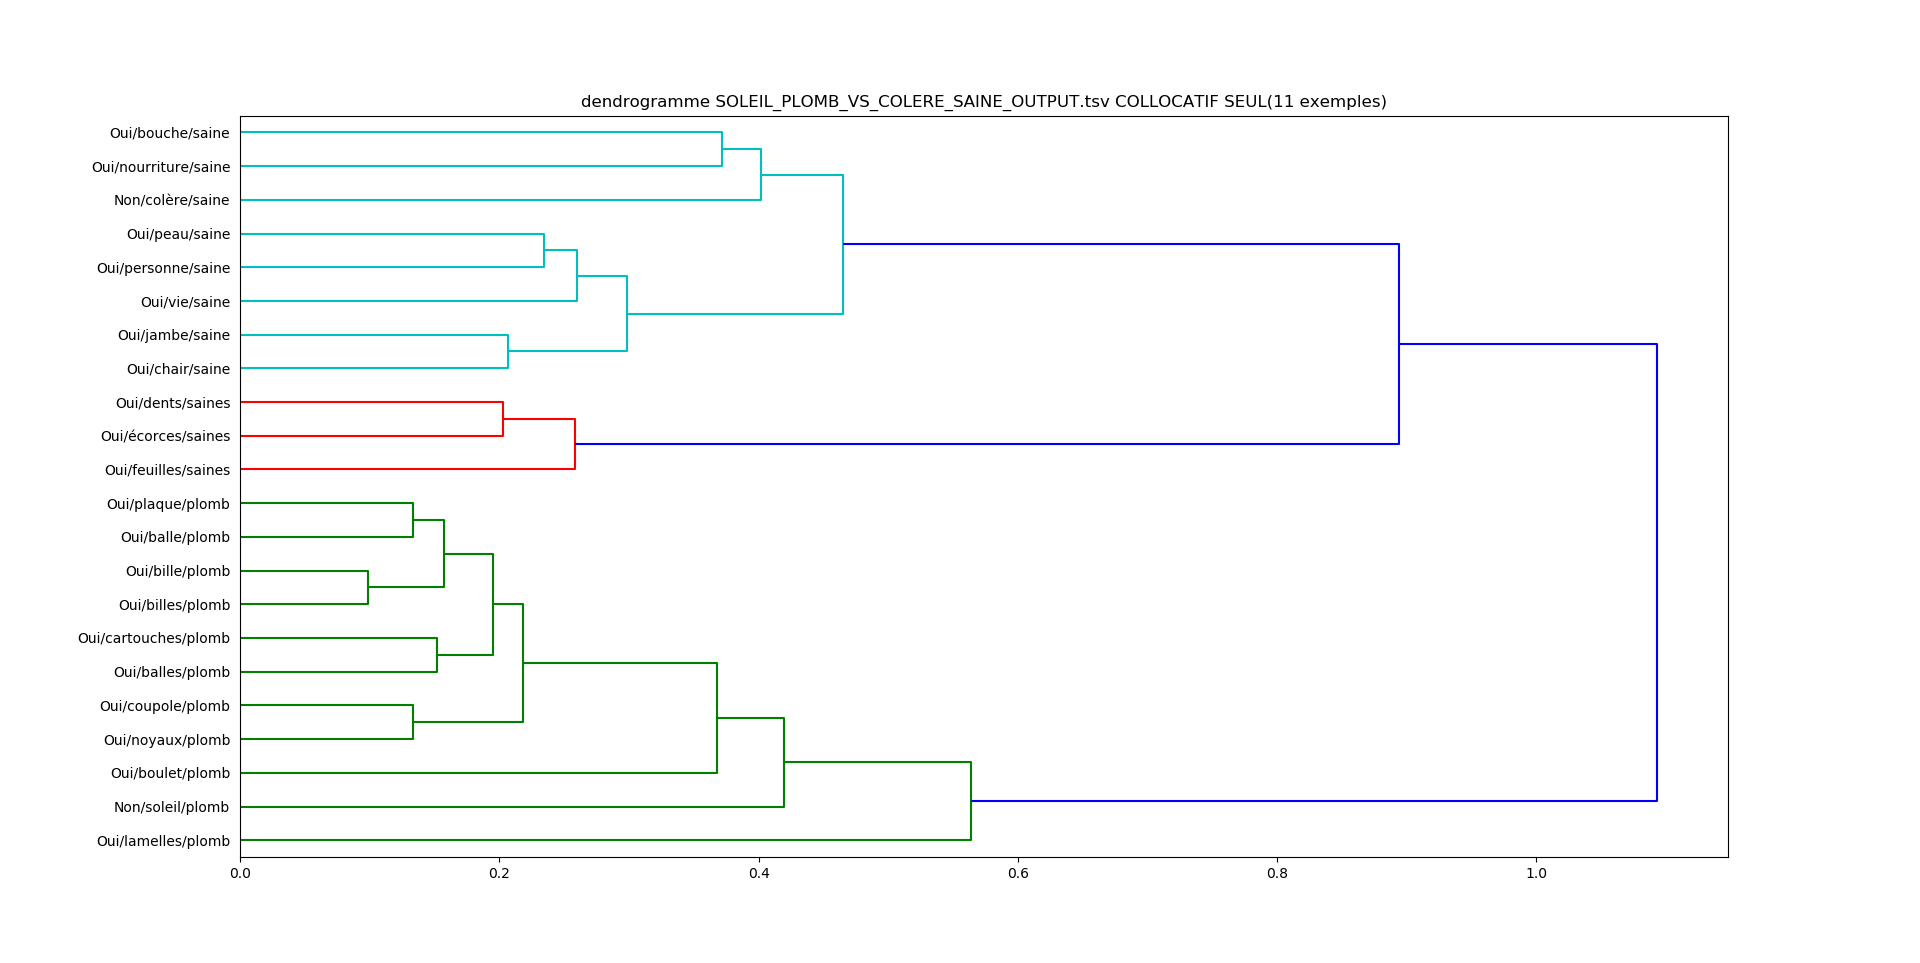 dendrogramme SOLEIL_PLOMB_VS_COLERE_SAINE_OUTPUT.tsv COLLOCATIF SEUL(11 exemples)
Oui/bouche/saine
Oui/nourriture/saine
Non/colère/saine
Oui/peau/saine
Oui/personne/saine
Oui/vie/saine
Oui/jambe/saine
Oui/chair/saine
Oui/dents/saines
Oui/écorces/saines
Oui/feuilles/saines
Oui/plaque/plomb
Oui/balle/plomb
Oui/bille/plomb
Oui/billes/plomb
Oui/cartouches/plomb
Oui/balles/plomb
Oui/coupole/plomb
Oui/noyaux/plomb
Oui/boulet/plomb
Non/soleil/plomb
Oui/lamelles/plomb
0.0 0.2 0.4 0.6 0.8 1.0